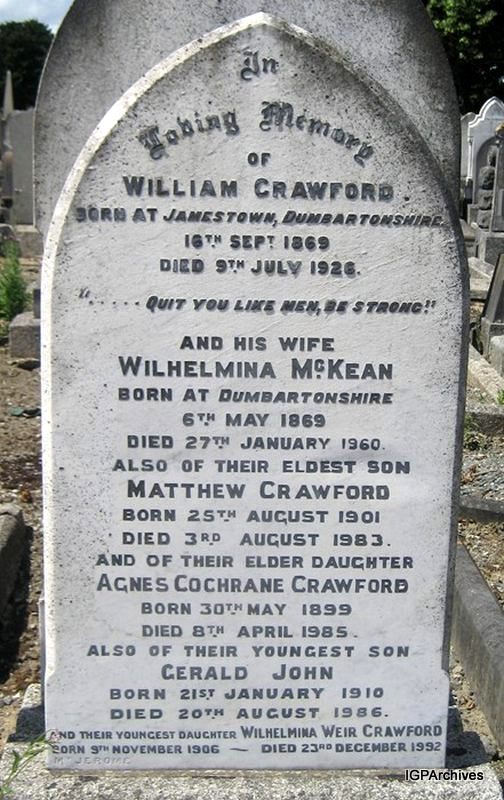 In
Loving Memory
OF
WILLIAM CRAWFORD
BORN AT JAMESTOWN, DUMBARTONSHIRE.
16TH SEPT 1869
DIED 9TH JULY 1926.
"..... QUIT YOU LIKE MEN, BE STRONG."
AND HIS WIFE
WILHELMINA McKEAN
BORN AT DUMBARTONSHIRE
6TH MAY 1869
DIED 27TH JANUARY 1960.
ALSO OF THEIR ELDEST SON
MATTHEW CRAWFORD
BORN 25TH AUGUST 1901
DIED 3RD AUGUST 1983.
AND OF THEIR ELDER DAUGHTER
AGNES COCHRANE CRAWFORD
BORN 30TH MAY 1899
DIED 8TH APRIL 1985.
ALSO OF THEIR YOUNGEST SON
GERALD JOHN
BORN 21ST JANUARY 1910
DIED 20TH AUGUST 1986.
AND THEIR YOUNGEST DAUGHTER WILHELMINA WEIR CRAWFORD
BORN 9TH NOVEMBER 1906 — DIED 23RD DECEMBER 1992
Mt JEROME
IGPArchives